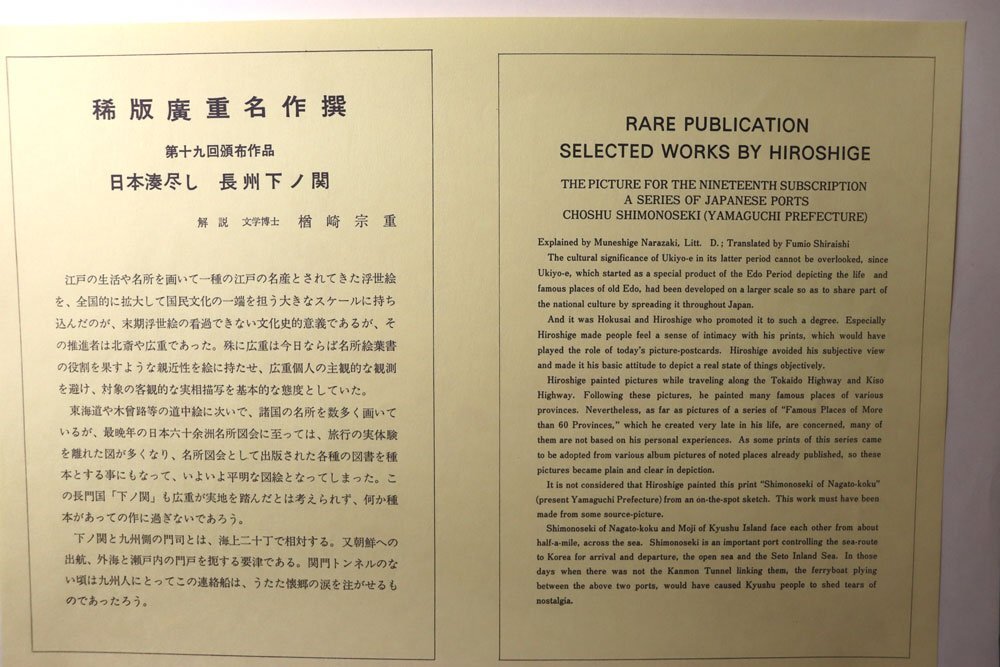 稀版廣重名作撰
第十九回頒布作品
日本湊尽し 長州下ノ関
解説 文学博士 楢崎宗重
江戸の生活や名所を画いて一種の江戸の名産とされてきた浮世絵
を、全国的に拡大して国民文化の一端を担う大きなスケールに持ち
込んだのが、末期浮世絵の看過できない文化史的意義であるが、そ
の推進者は北斎や広重であった。殊に広重は今日ならば名所絵葉書
の役割を果すような親近性を絵に持たせ、広重個人の主観的な観測
を避け、対象の客観的な実相描写を基本的な態度としていた。
東海道や木曾路等の道中絵に次いで、諸国の名所を数多く画いて
いるが、最晩年の日本六十余洲名所図会に至っては、旅行の実体験
を離れた図が多くなり、名所図会として出版された各種の図書を種
本とする事にもなって、いよいよ平明な図絵となってしまった。こ
の長門国「下ノ関」も広重が実地を踏んだとは考えられず、何か種
本があっての作に過ぎないであろう。
下ノ関と九州側の門司とは、海上二十丁で相対する。又朝鮮への
出航、外海と瀬戸内の門戸を扼する要津である。関門トンネルのな
い頃は九州人にとってこの連絡船は、うたた懐郷の涙を注がせるも
のであったろう。
RARE PUBLICATION
SELECTED WORKS BY HIROSHIGE
THE PICTURE FOR THE NINETEENTH SUBSCRIPTION
A SERIES OF JAPANESE PORTS
CHOSHU SHIMONOSEKI (YAMAGUCHI PREFECTURE)
Explained by Muneshige Narazaki, Litt. D.; Translated by Fumio Shiraishi
The cultural significance of Ukiyo-e in its latter period cannot be overlooked, since
Ukiyo-e, which started as a special product of the Edo Period depicting the life and
famous places of old Edo, had been developed on a larger scale so as to share part of
the national culture by spreading it throughout Japan.
And it was Hokusai and Hiroshige who promoted it to such a degree. Especially
Hiroshige made people feel a sense of intimacy with his prints, which would have
played the role of today's picture-postcards. Hiroshige avoided his subjective view
and made it his basic attitude to depict a real state of things objectively.
Hiroshige painted pictures while traveling along the Tokaido Highway and Kiso
Highway. Following these pictures, he painted many famous places of various
provinces. Nevertheless, as far as pictures of a series of "Famous Places of More
than 60 Provinces," which he created very late in his life, are concerned, many of
them are not based on his personal experiences. As some prints of this series came
to be adopted from various album pictures of noted places already published, so these
pictures became plain and clear in depiction.
It is not considered that Hiroshige painted this print "Shimonoseki of Nagato-koku"
(present Yamaguchi Prefecture) from an on-the-spot sketch. This work must have been
made from some source-picture.
Shimonoseki of Nagato-koku and Moji of Kyushu Island face each other from about
half-a-mile, across the sea. Shimonoseki is an important port controlling the sea-route
to Korea for arrival and departure, the open sea and the Seto Inland Sea. In those
days when there was not the Kanmon Tunnel linking them, the ferryboat plying
between the above two ports, would have caused Kyushu people to shed tears of
nostalgia.